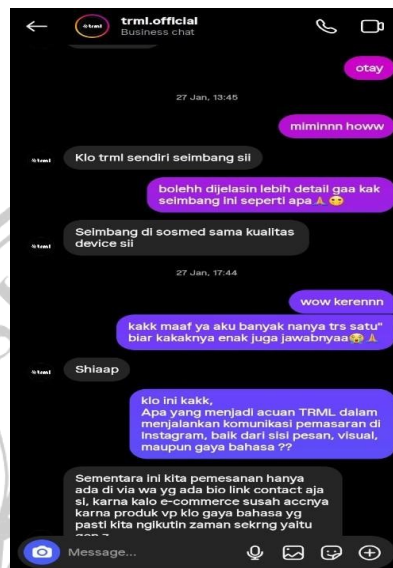 trml.official
Business chat
otay
27 Jan, 13:45
miminnn howw
Klo trml sendiri seimbang sii
bolehh dijelasin lebih detail gaa kak
seimbang ini seperti apa
Seimbang di sosmed sama kualitas
device sii
27 Jan, 17:44
wow kerennn
kakk maaf ya aku banyak nanya trs satu"
biar kakaknya enak juga jawabnyaa
Shiaap
klo ini kakk,
Apa yang menjadi acuan TRML dalam
menjalankan komunikasi pemasaran di
Instagram, baik dari sisi pesan, visual,
maupun gaya bahasa ??
Sementara ini kita pemesanan hanya
ada di via wa yg ada bio link contact aja
si, karna kalo e-commerce susah accnya
karna produk vp klo gaya bahasa yg
pasti kita ngikutin zaman sekrng yaitu
Message...